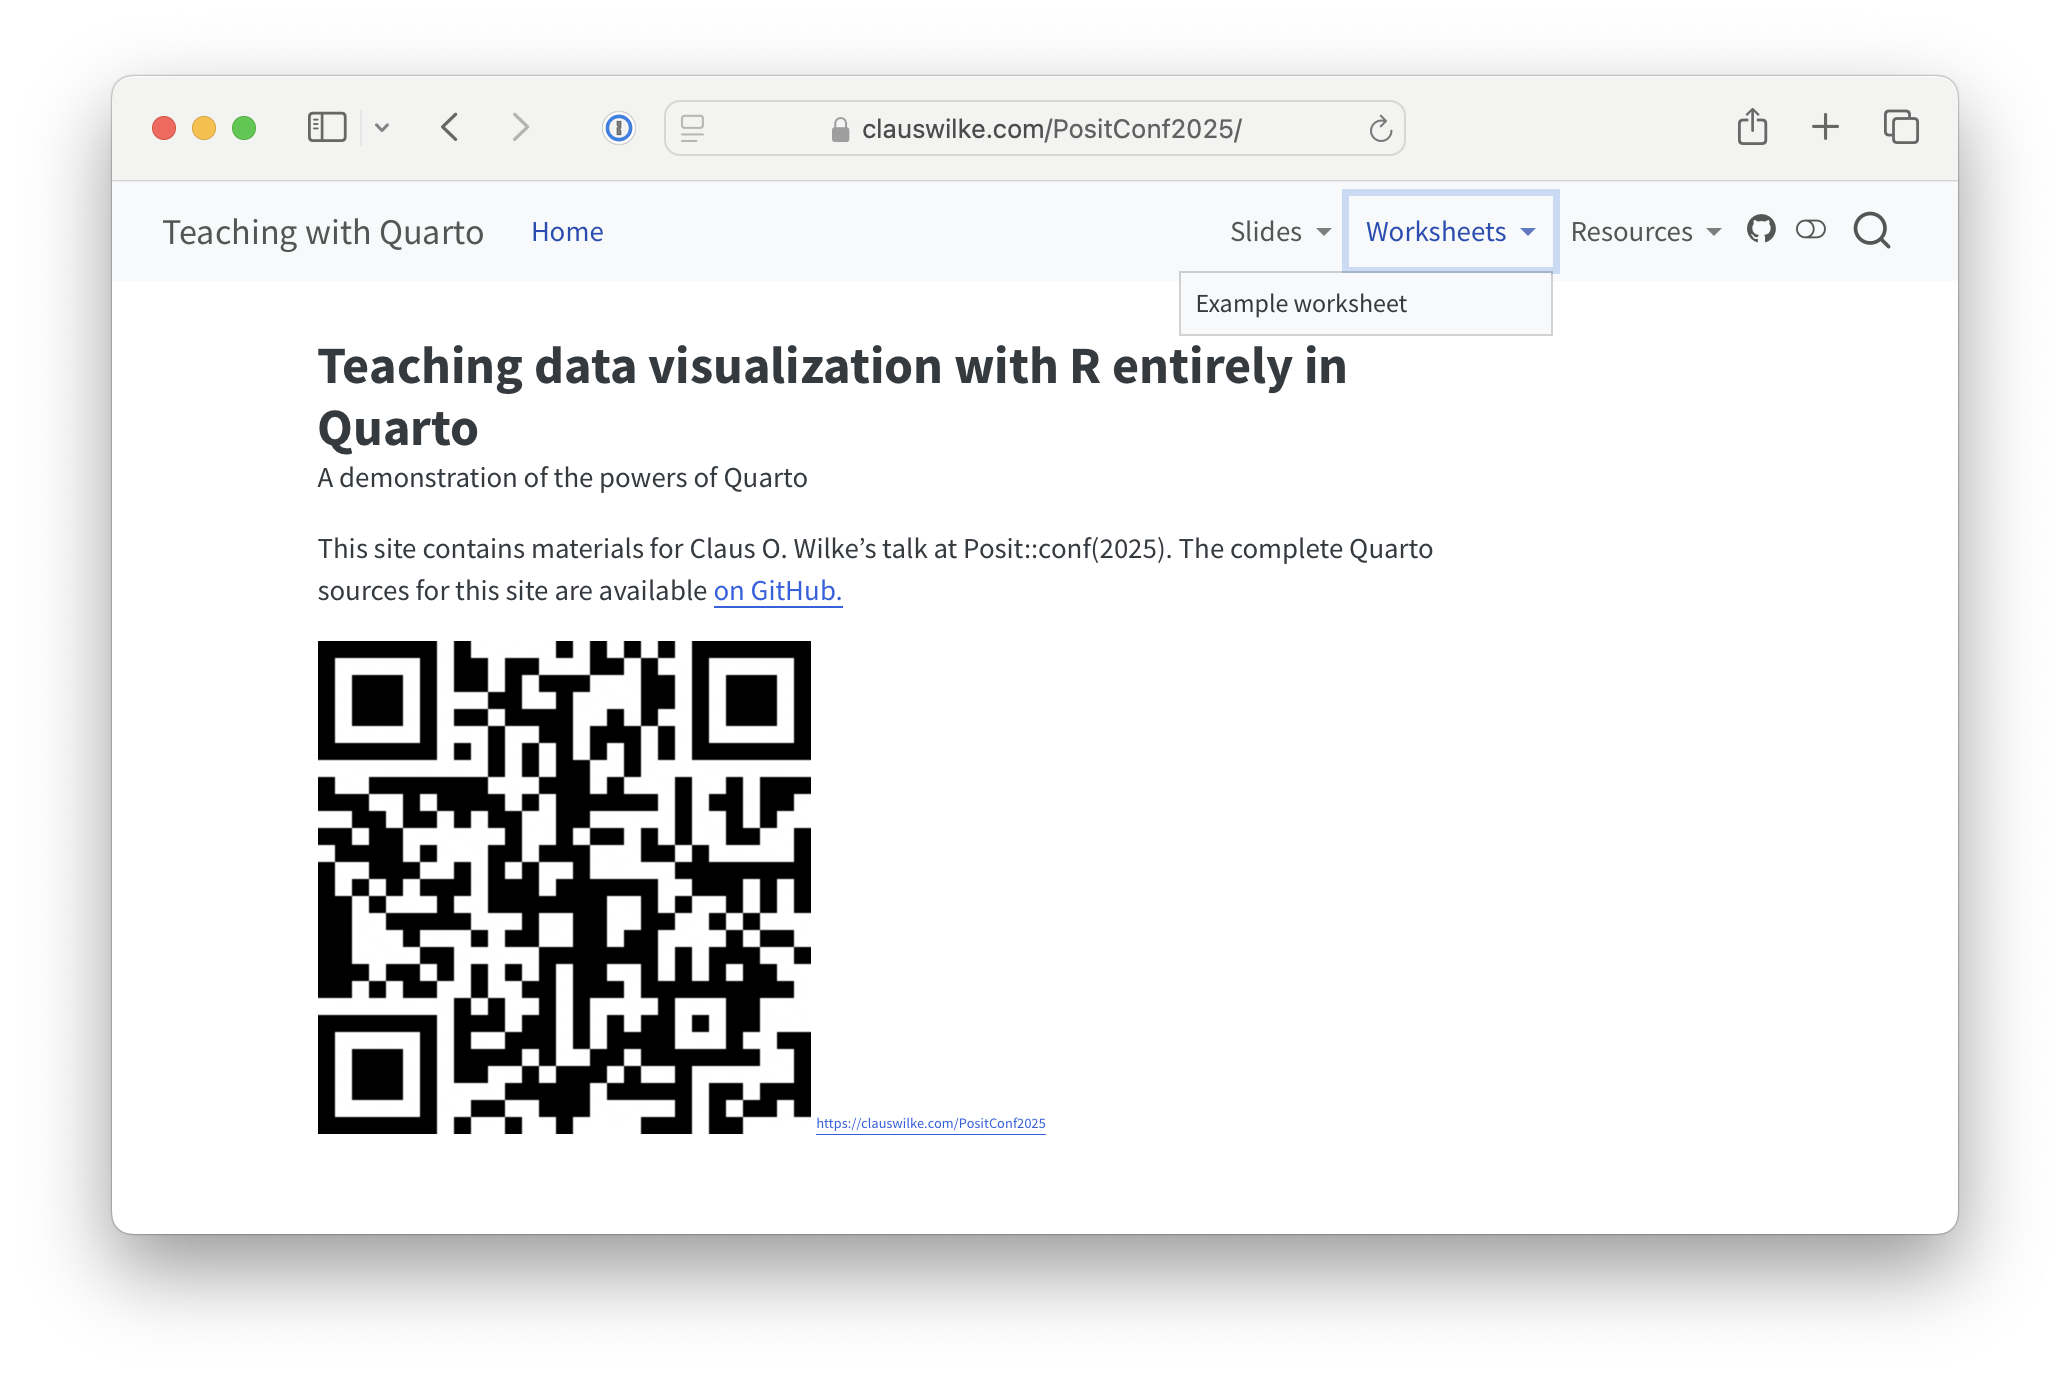 clauswilke.com/PositConf2025/
Teaching with Quarto Home Slides Worksheets Resources
Example worksheet
Teaching data visualization with R entirely in
Quarto
A demonstration of the powers of Quarto
This site contains materials for Claus O. Wilke’s talk at Posit::conf(2025). The complete Quarto
sources for this site are available on GitHub.
https://clauswilke.com/PositConf2025